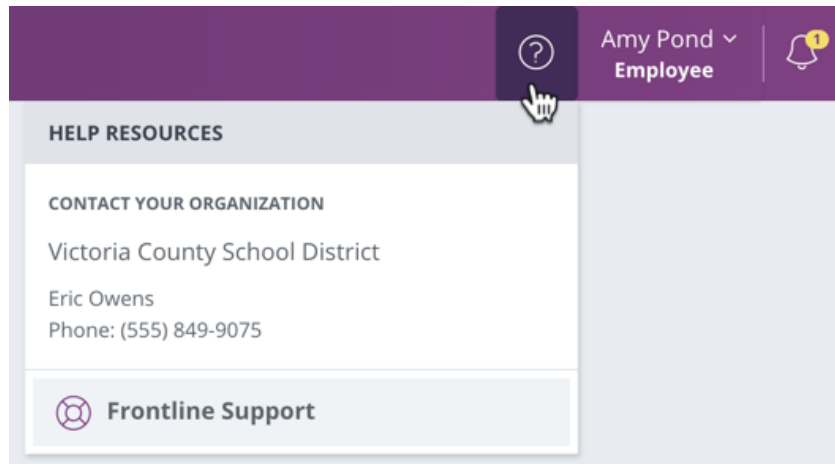 ?
Amy Pond
Employee
1
HELP RESOURCES
CONTACT YOUR ORGANIZATION
Victoria County School District
Eric Owens
Phone: (555) 849-9075
Frontline Support